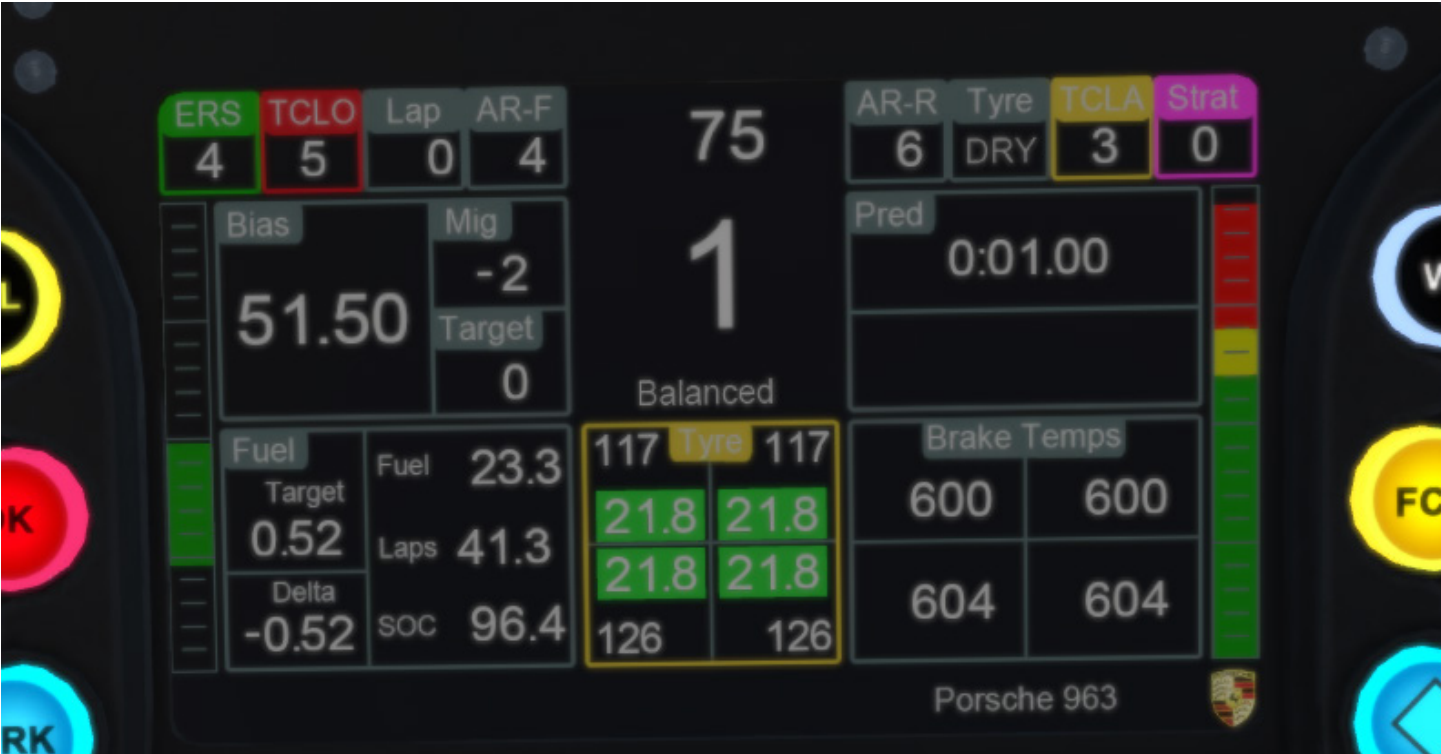 ERS TCLO Lap AR-F
4 5 0 4
75
AR-R Tyre TCLA Strat
6 DRY 3 0
Bias
51.50
Mig
-2
Target
0
1
Balanced
Pred
0:01.00
Fuel
Target
0.52
Delta
-0.52
Fuel 23.3
Laps 41.3
SOC 96.4
117 Tyre 117
21.8 21.8
21.8 21.8
126 126
Brake Temps
600 600
604 604
Porsche 963
L
OK
RK
FC